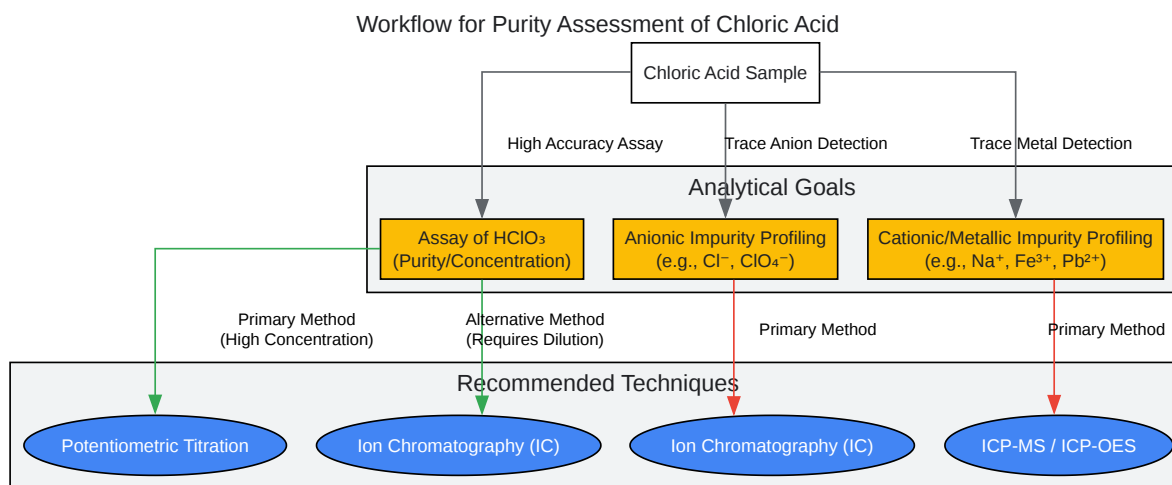 Workflow for Purity Assessment of Chloric Acid
Chloric Acid Sample
High Accuracy Assay
Trace Anion Detection
Trace Metal Detection
Analytical Goals
Assay of HClO₃
(Purity/Concentration)
Anionic Impurity Profiling
(e.g., Cl⁻, ClO₄⁻)
Cationic/Metallic Impurity Profiling
(e.g., Na⁺, Fe³⁺, Pb²⁺)
Primary Method
(High Concentration)
Alternative Method
(Requires Dilution)
Primary Method
Primary Method
Recommended Techniques
Potentiometric Titration
Ion Chromatography (IC)
Ion Chromatography (IC)
ICP-MS / ICP-OES